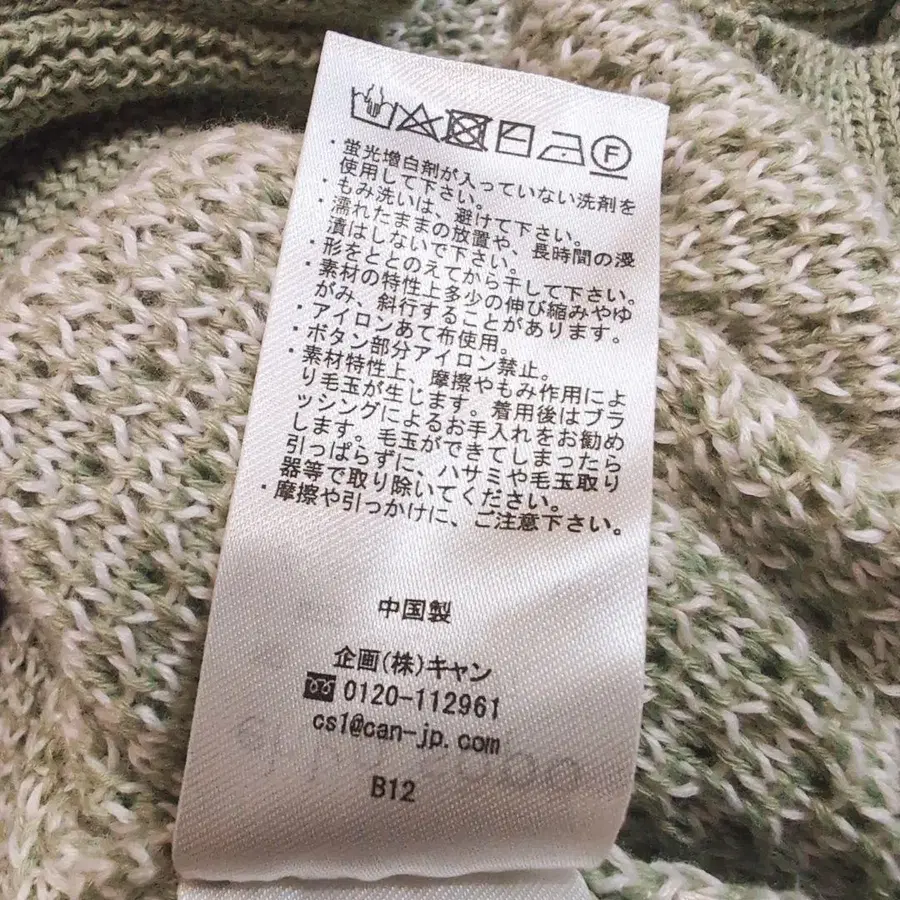 ・蛍光増白剤が入っていない洗剤を
使用して下さい。
・もみ洗いは、避けて下さい。
・濡れたままの放置や、長時間の浸
漬はしないで下さい。
・形をととのえてから干して下さい。
・素材の特性上多少の伸び縮みやゆ
がみ、斜行することがあります。
・アイロンあて布使用。
・ボタン部分アイロン禁止。
・素材特性上、摩擦やもみ作用によ
り毛玉が生じます。着用後はブラ
ッシングによるお手入れをお勧め
します。毛玉ができてしまったら
引っぱらずに、ハサミや毛玉取り
器等で取り除いてください。
・摩擦や引っかけに、ご注意下さい。
中国製
企画(株)キャン
0120-112961
cs1@can-jp.com
B12